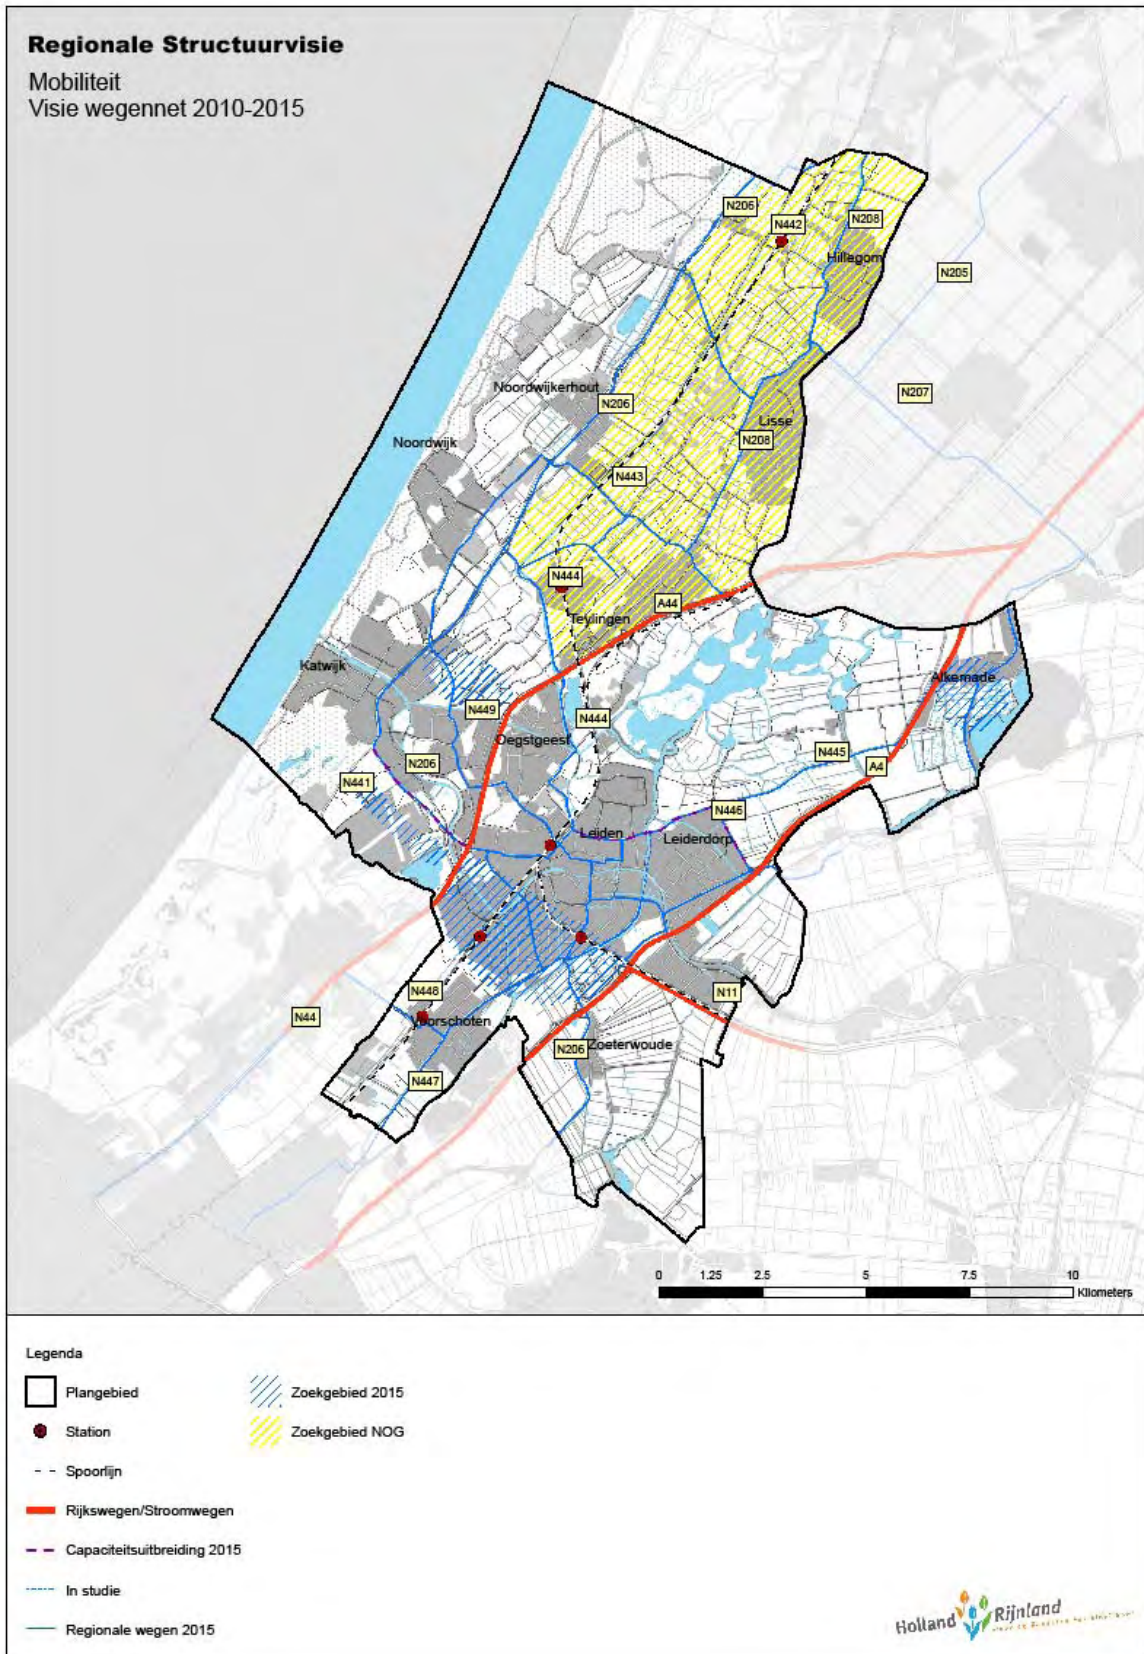 Regionale Structuurvisie
Mobiliteit
Visie wegennet 2010-2015
N206
N442
N208
Hillegom
N205
N207
Noordwijkerhout
N206
Lisse
N208
Noordwijk
N443
N444
A44
Teylingen
Katwijk
Alkemade
N449
N444
Oegstgeest
N445
N206
A4
N441
N446
Leiden
Leiderdorp
N448
N11
N44
Voorschoten
N206
Zoeterwoude
N447
0 1.25 2.5 5 7.5 10
Kilometers
Legenda
Plangebied
Zoekgebied 2015
Station
Zoekgebied NOG
Spoorlijn
Rijkswegen/Stroomwegen
Capaciteitsuitbreiding 2015
In studie
Regionale wegen 2015
Holland Rijnland